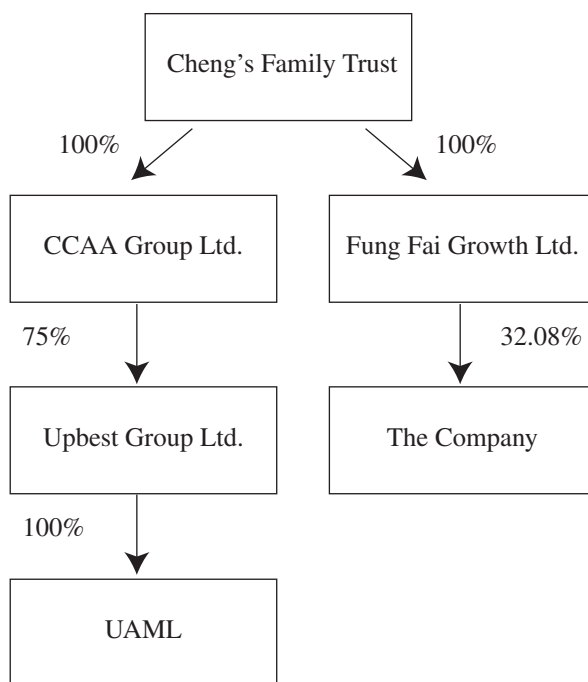 Cheng’s Family Trust
100%
100%
CCAA Group Ltd.
Fung Fai Growth Ltd.
75%
32.08%
Upbest Group Ltd.
The Company
100%
UAML